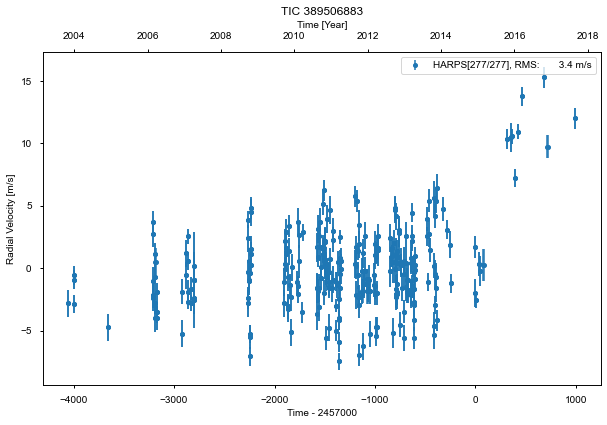 TIC 389506883
Time [Year]
2004 2006 2008 2010 2012 2014 2016 2018
HARPS[277/277], RMS: 3.4 m/s
Radial Velocity [m/s]
15
10
5
0
−5
−4000 −3000 −2000 −1000 0 1000
Time - 2457000